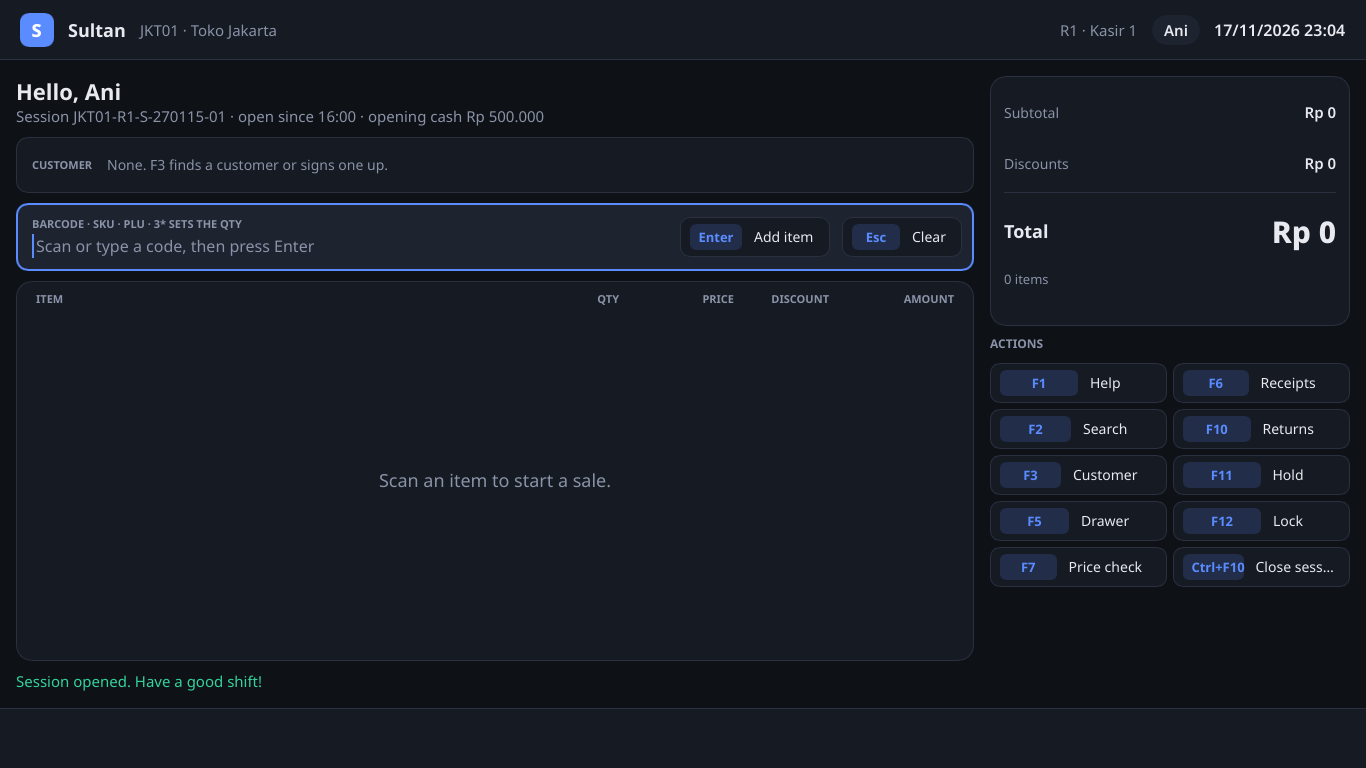 S Sultan JKT01 · Toko Jakarta R1 · Kasir 1 Ani 17/11/2026 23:04
Hello, Ani
Session JKT01-R1-S-270115-01 · open since 16:00 · opening cash Rp 500.000
CUSTOMER None. F3 finds a customer or signs one up.
BARCODE · SKU · PLU · 3* SETS THE QTY
Scan or type a code, then press Enter
Enter Add item Esc Clear
ITEM QTY PRICE DISCOUNT AMOUNT
Scan an item to start a sale.
Session opened. Have a good shift!
Subtotal Rp 0
Discounts Rp 0
Total Rp 0
0 items
ACTIONS
F1 Help F6 Receipts
F2 Search F10 Returns
F3 Customer F11 Hold
F5 Drawer F12 Lock
F7 Price check Ctrl+F10 Close sess...